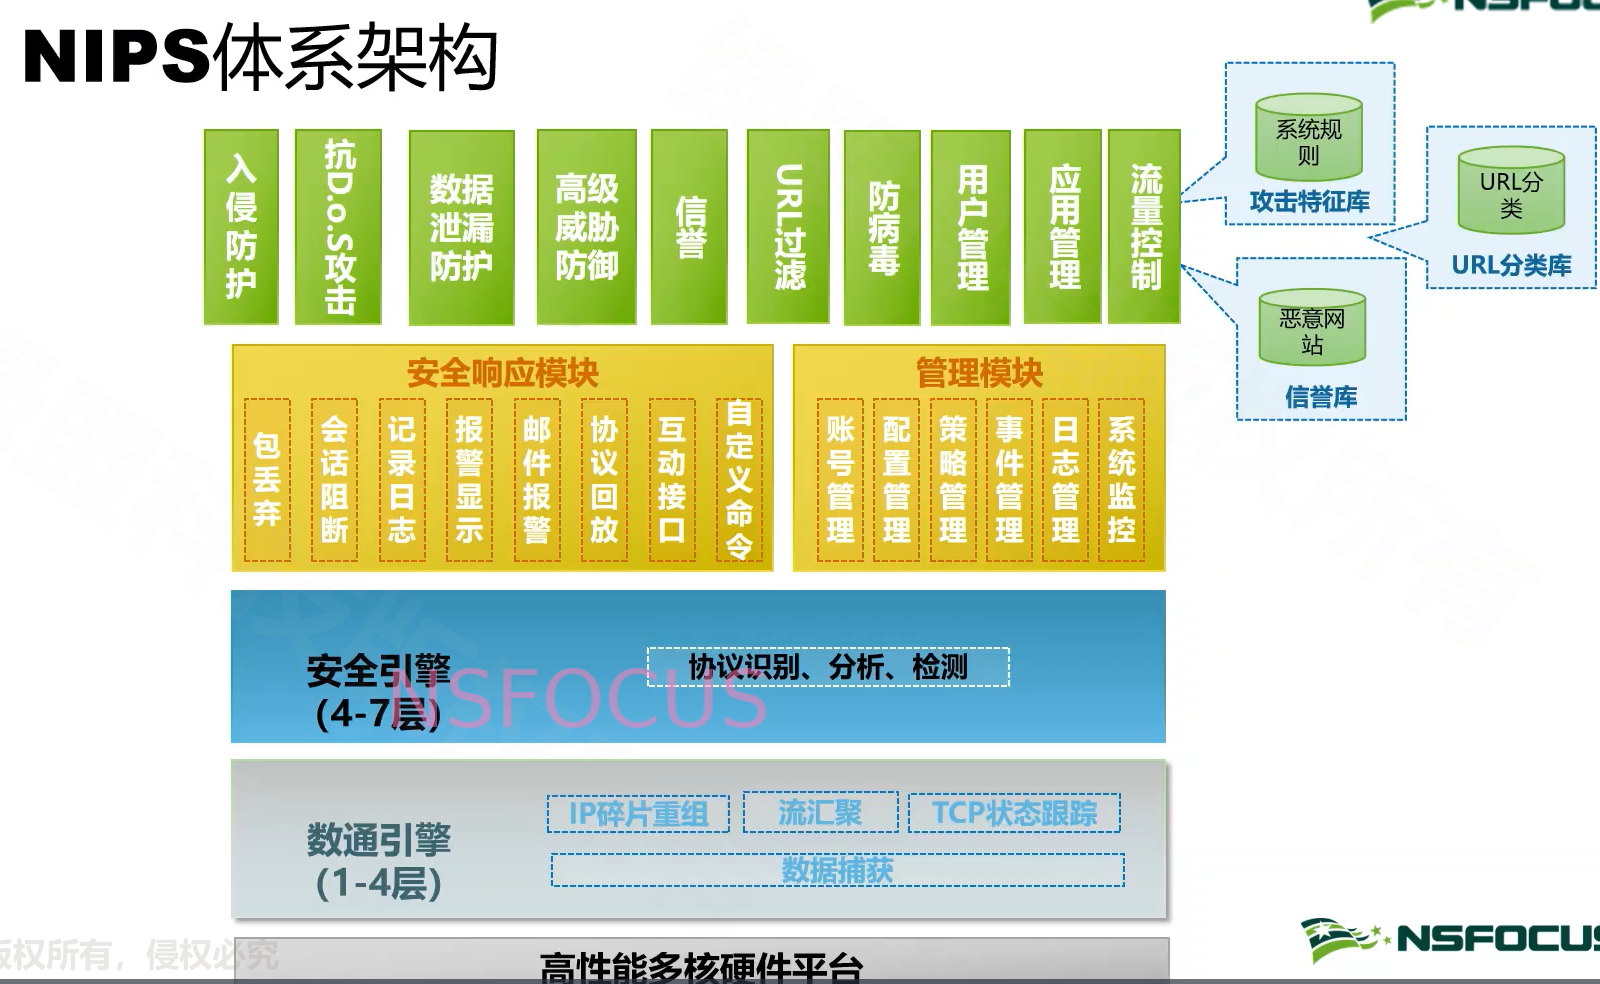 NSFOCUS
NIPS体系架构
入侵防护
抗D.o.S攻击
数据
泄漏
防护
高级
威胁
防御
信誉
URL过滤
防病毒
用户管理
应用管理
流量控制
系统规
则
攻击特征库
URL分
类
URL分类库
恶意网
站
信誉库
安全响应模块
包丢弃
会话阻断
记录日志
报警显示
邮件报警
协议回放
互动接口
自定义命令
管理模块
账号管理
配置管理
策略管理
事件管理
日志管理
系统监控
安全引擎
(4-7层)
协议识别、分析、检测
NSFOCUS
数通引擎
(1-4层)
IP碎片重组
流汇聚
TCP状态跟踪
数据捕获
高性能多核硬件平台
版权所有，侵权必究
NSFOCUS